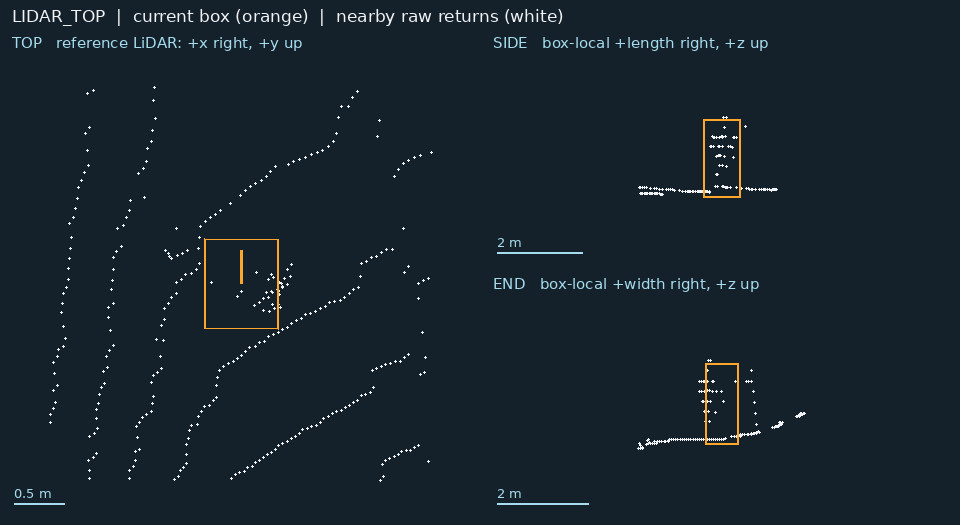 LIDAR_TOP  |  current box (orange)  |  nearby raw returns (white)
TOP   reference LiDAR: +x right, +y up
SIDE   box-local +length right, +z up
2 m
END   box-local +width right, +z up
0.5 m
2 m